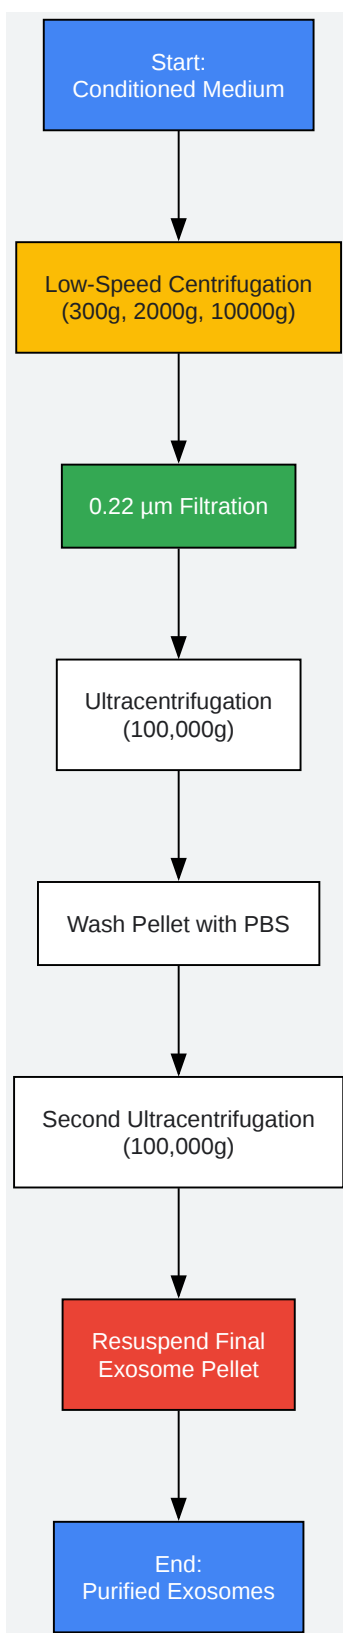 Start:
Conditioned Medium
Low-Speed Centrifugation
(300g, 2000g, 10000g)
0.22 µm Filtration
Ultracentrifugation
(100,000g)
Wash Pellet with PBS
Second Ultracentrifugation
(100,000g)
Resuspend Final
Exosome Pellet
End:
Purified Exosomes